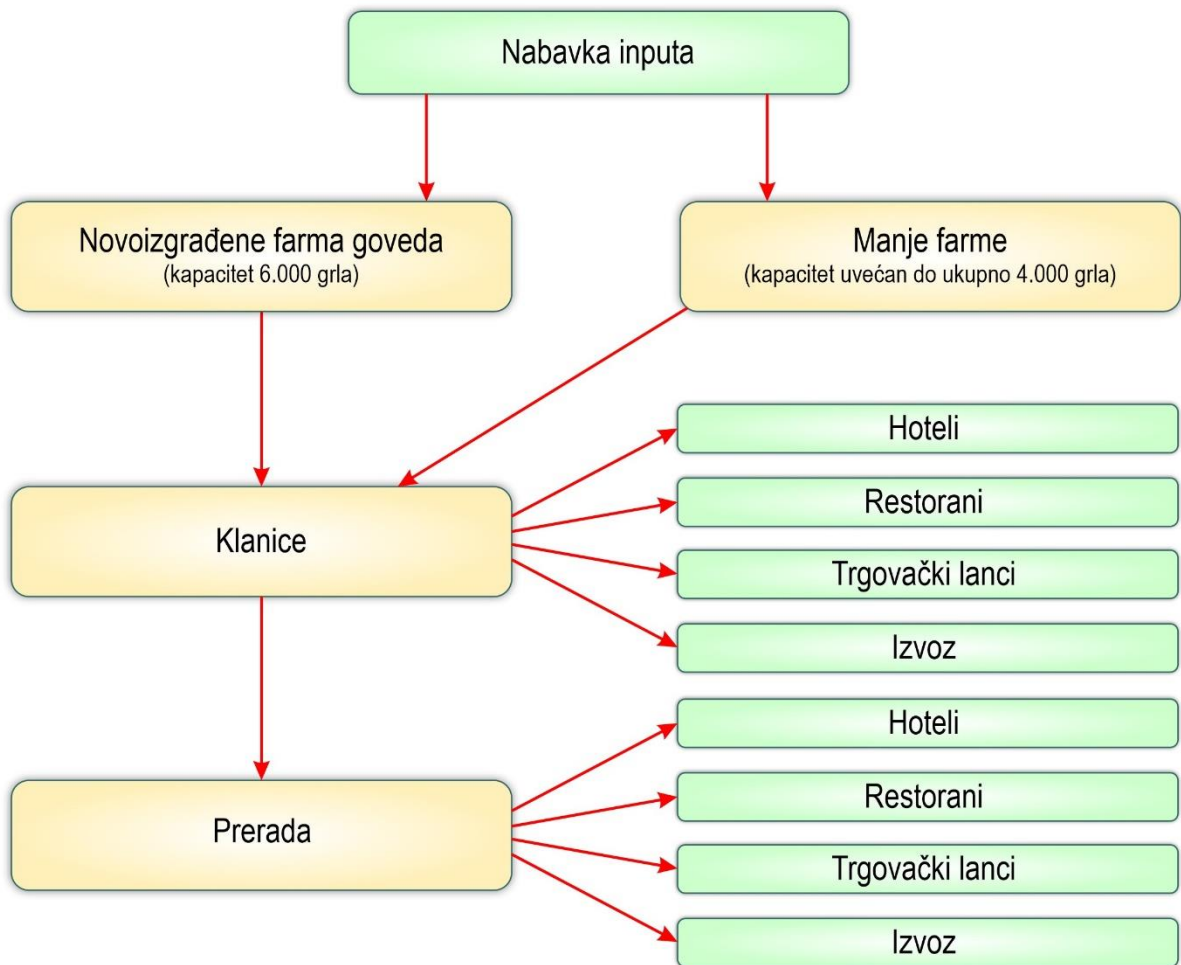 Nabavka inputa
Novoizgrađene farma goveda
(kapacitet 6.000 grla)
Manje farme
(kapacitet uvećan do ukupno 4.000 grla)
Klanice
Hoteli
Restorani
Trgovački lanci
Izvoz
Prerada
Hoteli
Restorani
Trgovački lanci
Izvoz